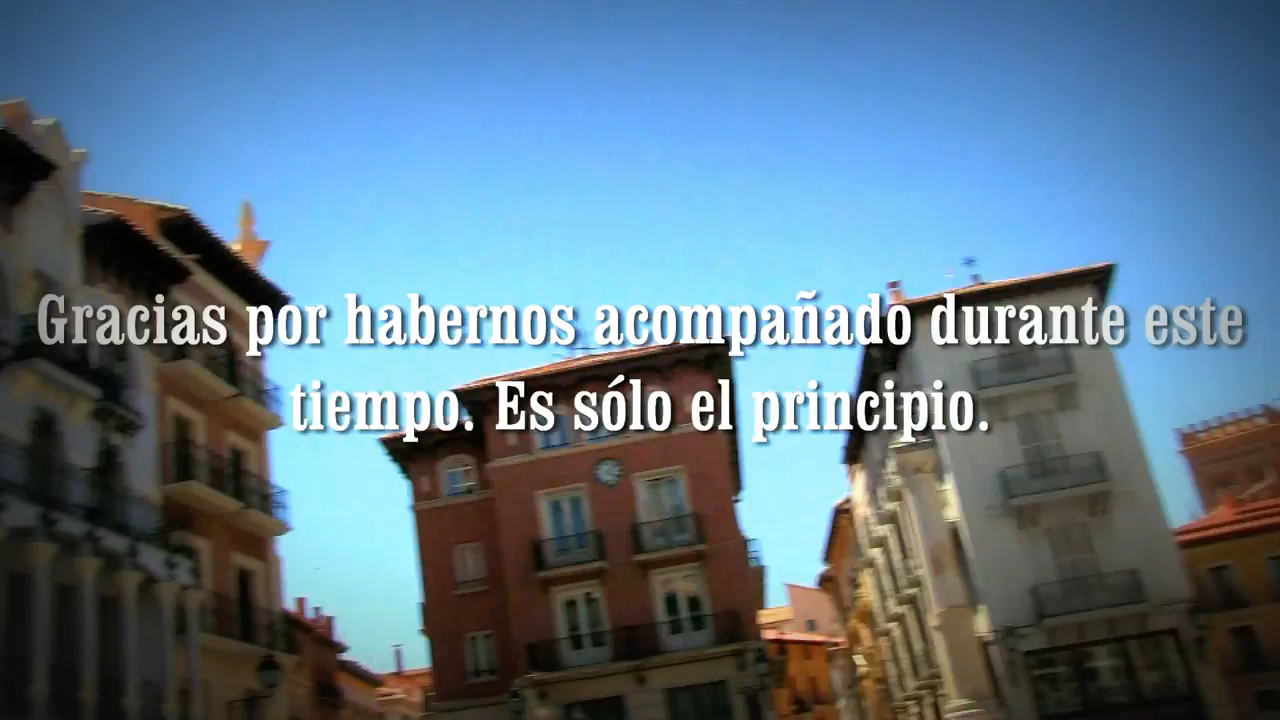 Gracias por habernos acompañado durante este
tiempo. Es sólo el principio.